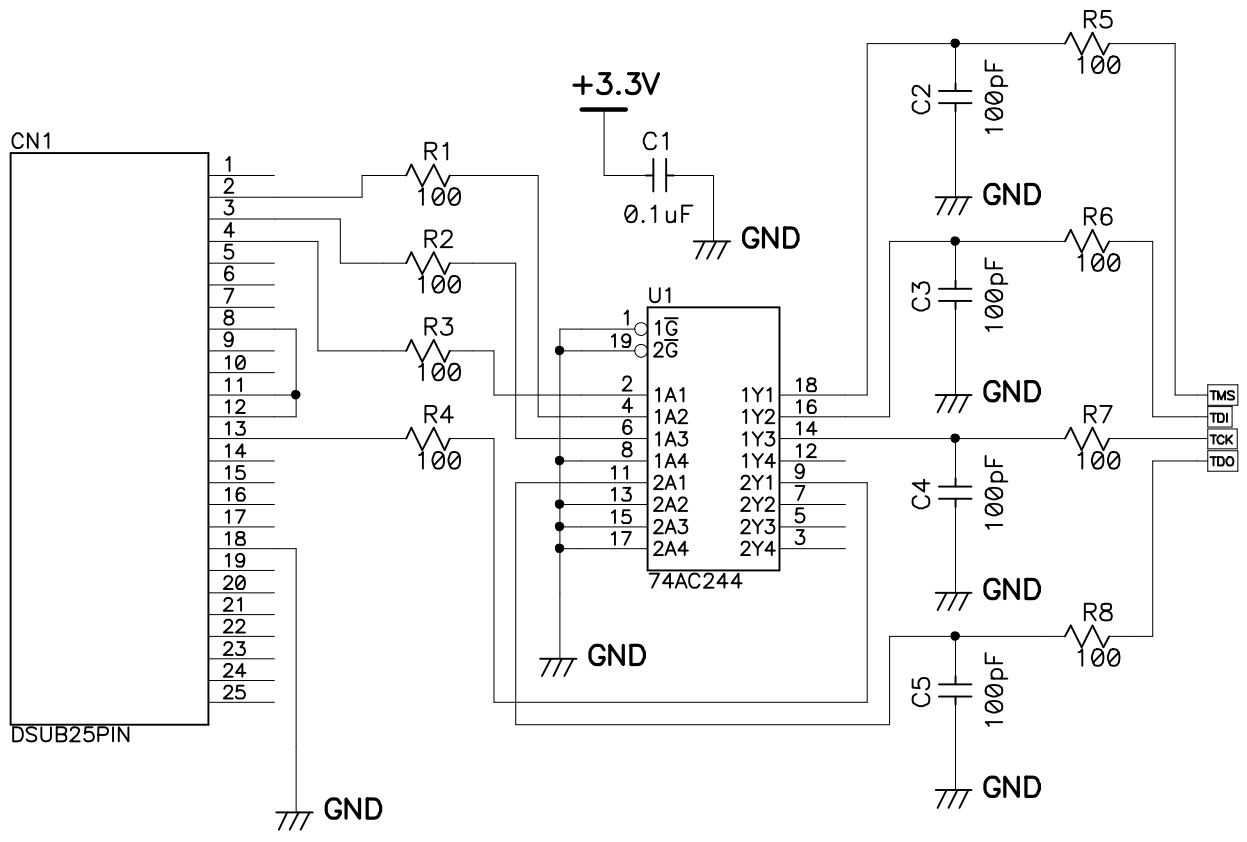 CN1
1
2
3
4
5
6
7
8
9
10
11
12
13
14
15
16
17
18
19
20
21
22
23
24
25
DSUB25PIN
GND
R1
100
R2
100
R3
100
R4
100
+3.3V
C1
0.1uF
GND
U1
1 1G
19 2G
2 1A1 1Y1 18
4 1A2 1Y2 16
6 1A3 1Y3 14
8 1A4 1Y4 12
11 2A1 2Y1 9
13 2A2 2Y2 7
15 2A3 2Y3 5
17 2A4 2Y4 3
74AC244
GND
R5
100
C2
100pF
GND
R6
100
C3
100pF
GND
R7
100
C4
100pF
GND
R8
100
C5
100pF
GND
TMS
TDI
TCK
TDO